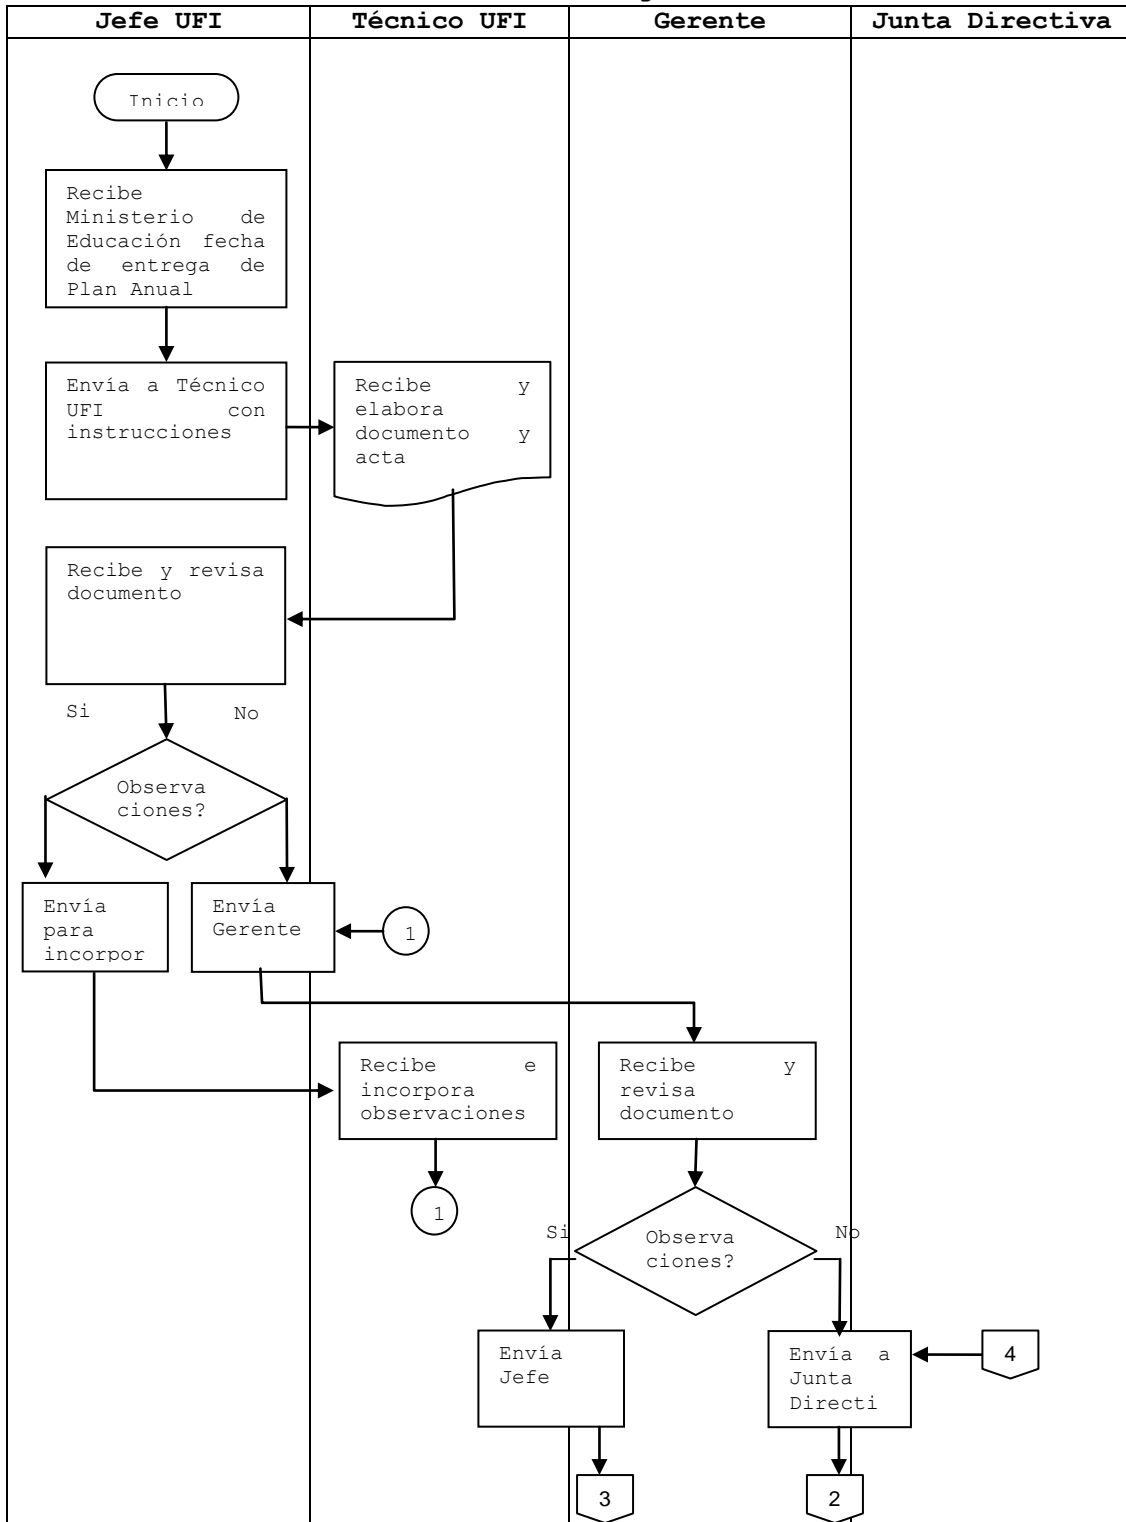 Jefe UFI Técnico UFI Gerente Junta Directiva
Inicio
Recibe
Ministerio de
Educación fecha
de entrega de
Plan Anual
Envía a Técnico
UFI con
instrucciones
Recibe y
elabora
documento y
acta
Recibe y revisa
documento
Si No
Observa
ciones?
Envía
para
incorpor
Envía
Gerente
1
Recibe e
incorpora
observaciones
Recibe y
revisa
documento
1
Si No
Observa
ciones?
Envía
Jefe
Envía a
Junta
Directi
4
3
2